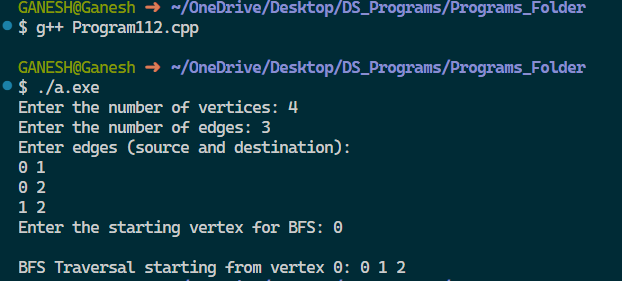 GANESH@Ganesh ➜ ~/OneDrive/Desktop/DS_Programs/Programs_Folder
$ g++ Program112.cpp
GANESH@Ganesh ➜ ~/OneDrive/Desktop/DS_Programs/Programs_Folder
$ ./a.exe
Enter the number of vertices: 4
Enter the number of edges: 3
Enter edges (source and destination):
0 1
0 2
1 2
Enter the starting vertex for BFS: 0
BFS Traversal starting from vertex 0: 0 1 2